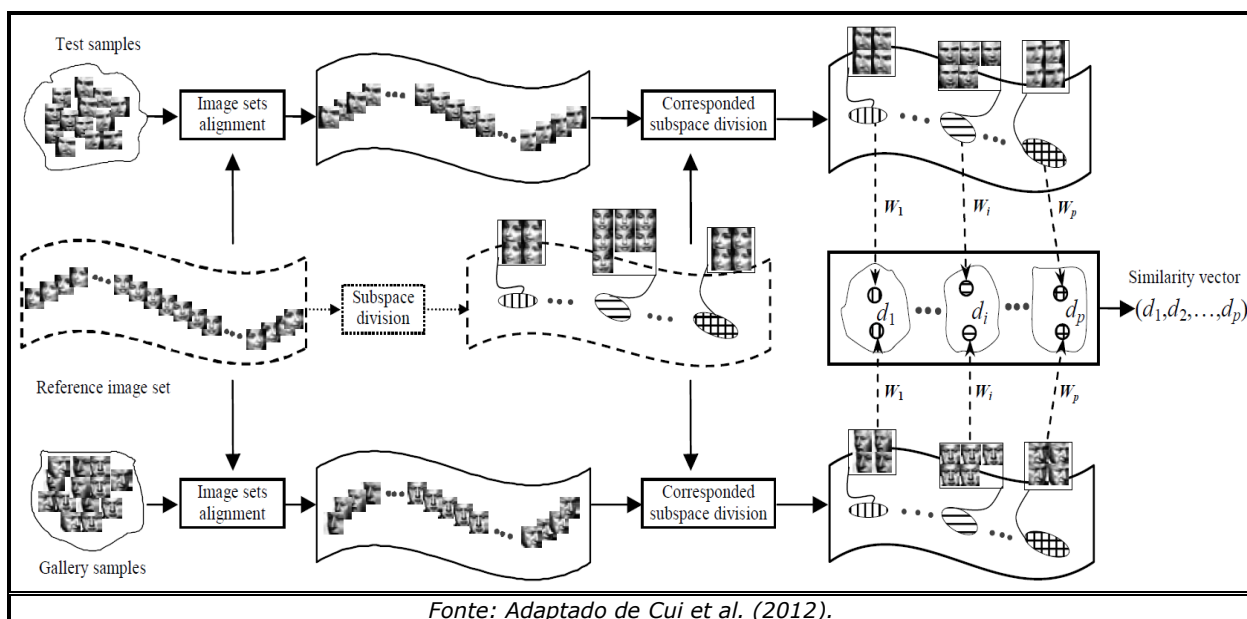 Test samples
Image sets
alignment
Corresponded
subspace division
W1
Wi
Wp
Subspace
division
Reference image set
d1
di
dp
Similarity vector
(d1,d2,…,dp)
W1
Wi
Wp
Image sets
alignment
Corresponded
subspace division
Gallery samples
Fonte: Adaptado de Cui et al. (2012).